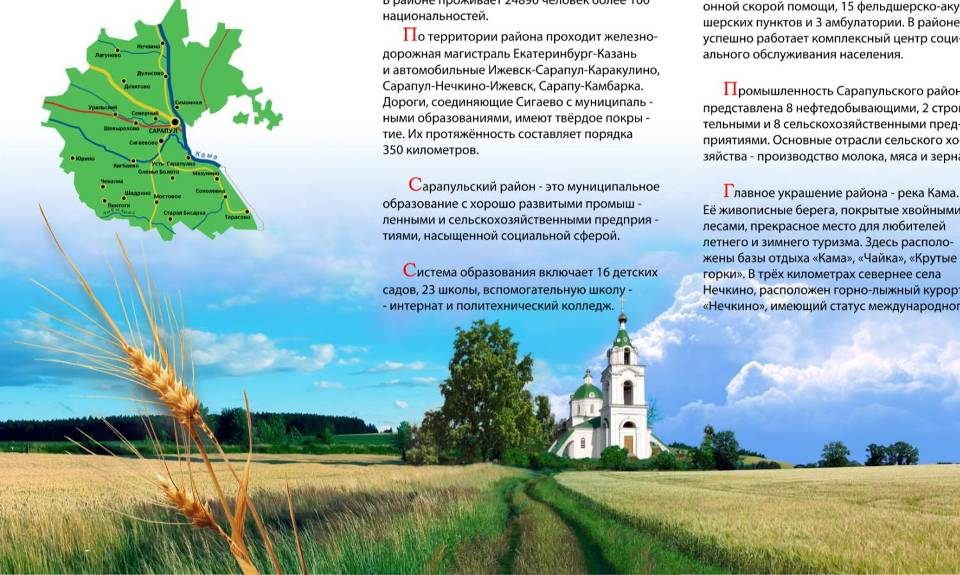 Нечкино
Лагуново
Дулисово
Девятово
Симониха
Уральский
Северный
Шевырялово
САРАПУЛ
Сигаевово
Кама
Юрино
Кигбаево
Усть-Сарапулка
Оленье Болото
Мазунино
Чекалка
Шадрино
Соколовка
Мостовое
Пентоги
Старая Бисарка
Тарасово
В районе проживает 24890 человек более 100
национальностей.
По территории района проходит железно-
дорожная магистраль Екатеринбург-Казань
и автомобильные Ижевск-Сарапул-Каракулино,
Сарапул-Нечкино-Ижевск, Сарапу-Камбарка.
Дороги, соединяющие Сигаево с муниципаль -
ными образованиями, имеют твёрдое покры -
тие. Их протяжённость составляет порядка
350 километров.
Сарапульский район - это муниципальное
образование с хорошо развитыми промыш -
ленными и сельскохозяйственными предприя -
тиями, насыщенной социальной сферой.
Система образования включает 16 детских
садов, 23 школы, вспомогательную школу -
- интернат и политехнический колледж.
онной скорой помощи, 15 фельдшерско-аку
шерских пунктов и 3 амбулатории. В районе
успешно работает комплексный центр соци-
ального обслуживания населения.
Промышленность Сарапульского район
представлена 8 нефтедобывающими, 2 строи
тельными и 8 сельскохозяйственными пред-
приятиями. Основные отрасли сельского хо-
зяйства - производство молока, мяса и зерна
Главное украшение района - река Кама.
Её живописные берега, покрытые хвойными
лесами, прекрасное место для любителей
летнего и зимнего туризма. Здесь располо-
жены базы отдыха «Кама», «Чайка», «Крутые
горки». В трёх километрах севернее села
Нечкино, расположен горно-лыжный курорт
«Нечкино», имеющий статус международног